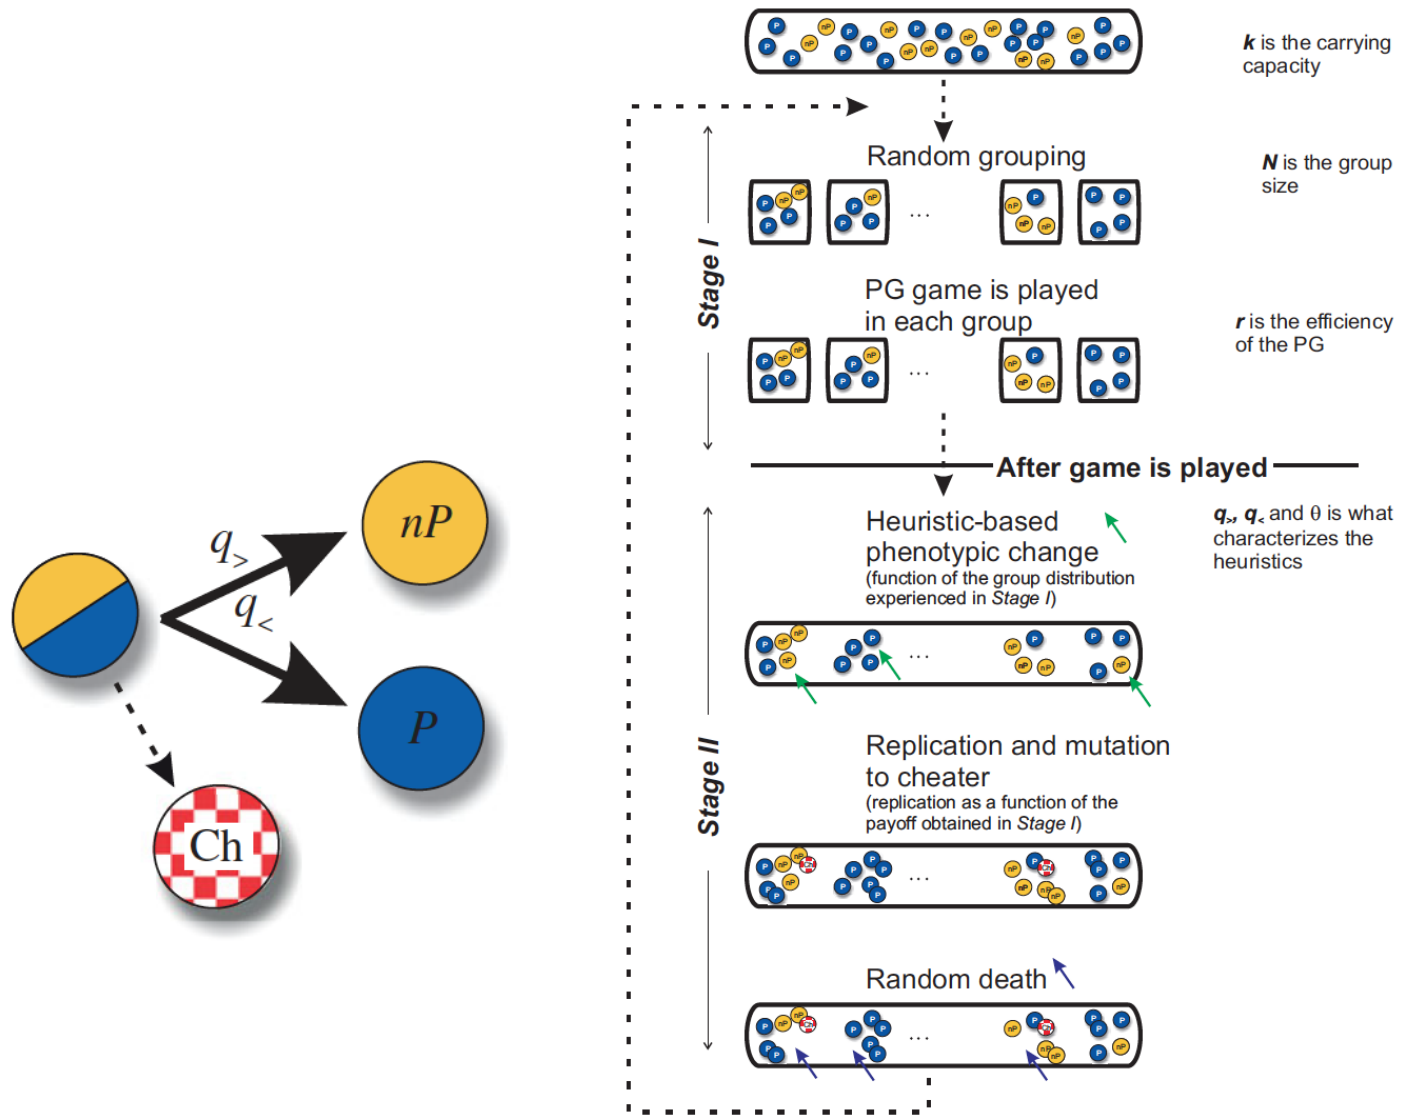 k is the carrying
capacity
Random grouping
N is the group
size
...
PG game is played
in each group
r is the efficiency
of the PG
...
Stage I
After game is played
Heuristic-based
phenotypic change
(function of the group distribution
experienced in Stage I)
q>, q< and θ is what
characterizes the
heuristics
...
Stage II
Replication and mutation
to cheater
(replication as a function of the
payoff obtained in Stage I)
...
Random death
...
q>
nP
q<
P
Ch